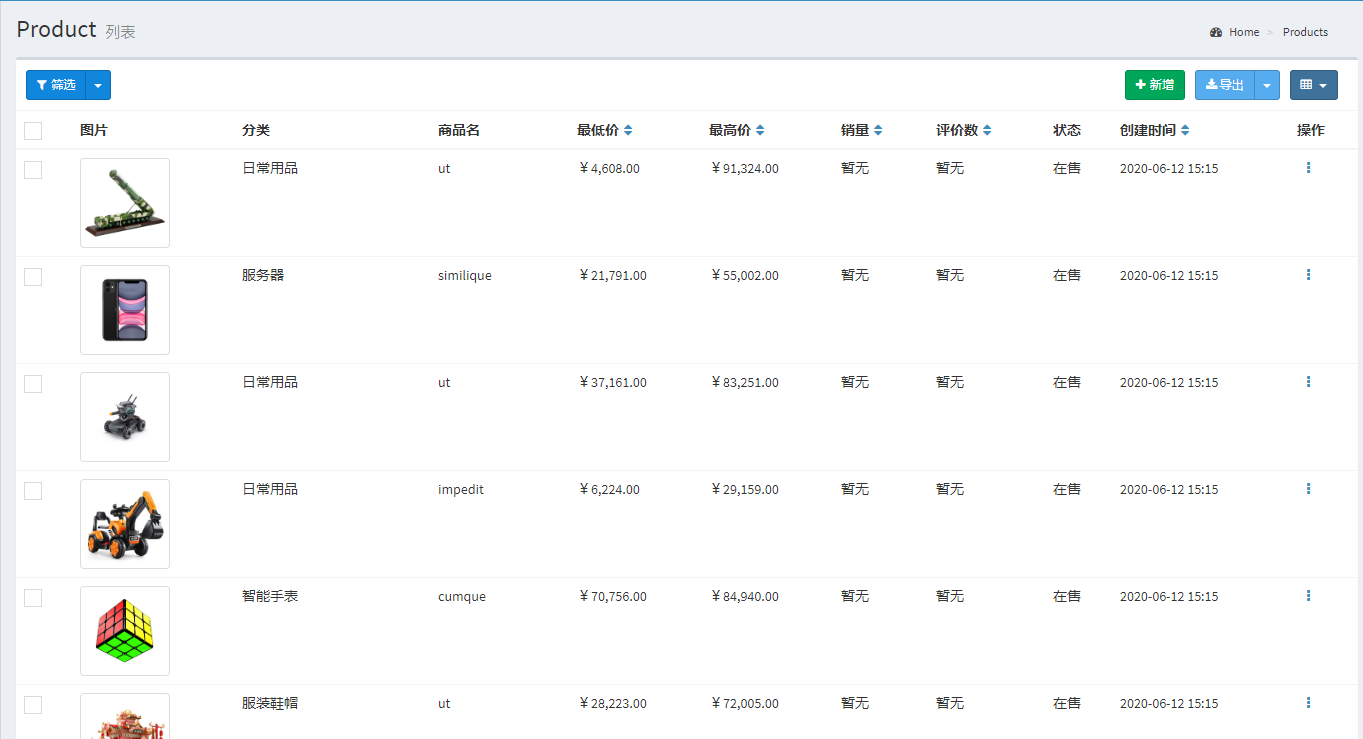 Product 列表
Home > Products
筛选
新增 导出
图片 分类 商品名 最低价 最高价 销量 评价数 状态 创建时间 操作
日常用品 ut ￥4,608.00 ￥91,324.00 暂无 暂无 在售 2020-06-12 15:15
服务器 similique ￥21,791.00 ￥55,002.00 暂无 暂无 在售 2020-06-12 15:15
日常用品 ut ￥37,161.00 ￥83,251.00 暂无 暂无 在售 2020-06-12 15:15
日常用品 impedit ￥6,224.00 ￥29,159.00 暂无 暂无 在售 2020-06-12 15:15
智能手表 cumque ￥70,756.00 ￥84,940.00 暂无 暂无 在售 2020-06-12 15:15
服装鞋帽 ut ￥28,223.00 ￥72,005.00 暂无 暂无 在售 2020-06-12 15:15